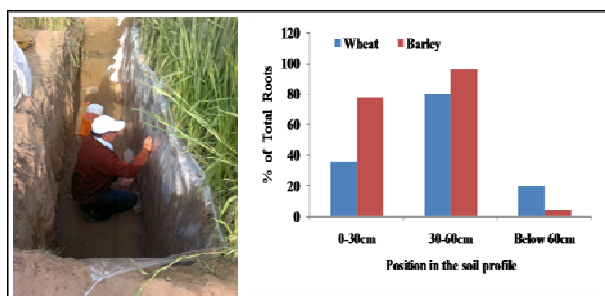 % of Total Roots
120
100
80
60
40
20
0
Wheat Barley
0-30cm 30-60cm Below 60cm
Position in the soil profile